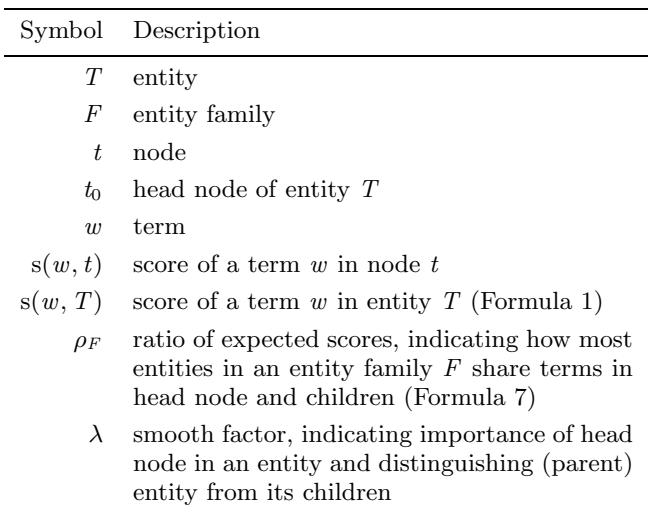 Symbol Description
T entity
F entity family
t node
t₀ head node of entity T
w term
s(w, t) score of a term w in node t
s(w, T) score of a term w in entity T (Formula 1)
ρF ratio of expected scores, indicating how most
entities in an entity family F share terms in
head node and children (Formula 7)
λ smooth factor, indicating importance of head
node in an entity and distinguishing (parent)
entity from its children